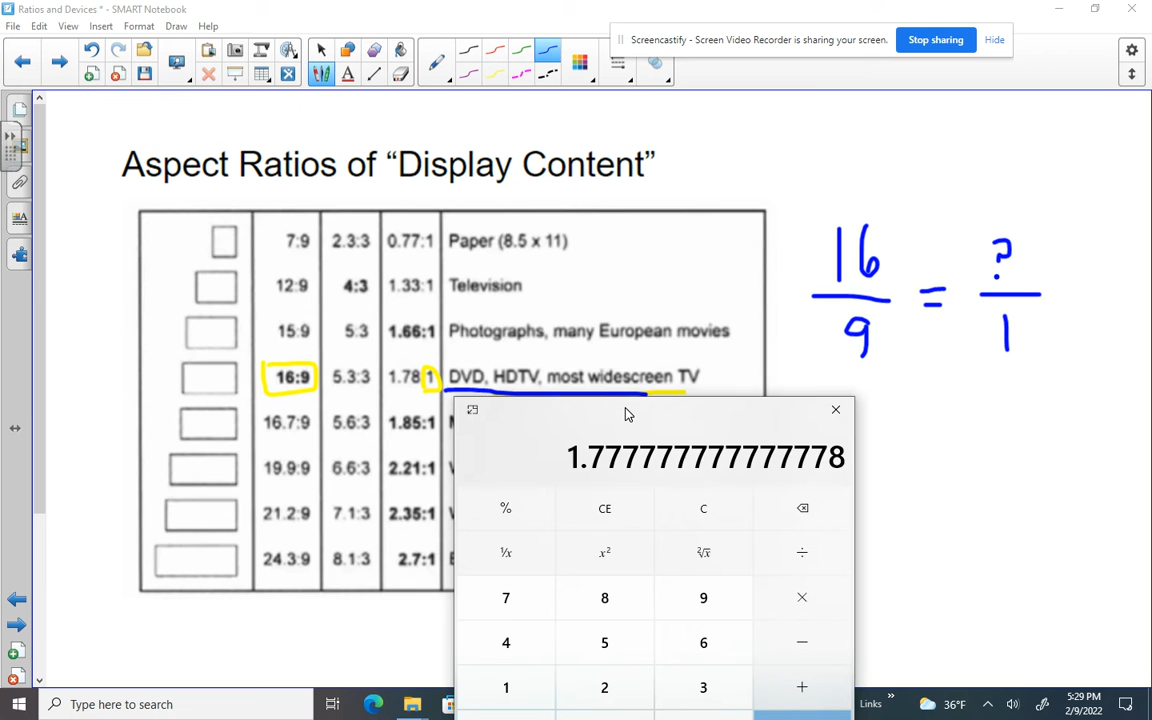 Ratios and Devices * - SMART Notebook
File Edit View Insert Format Tools Draw Help
Screencastify - Screen Video Recorder is sharing your screen. Stop sharing Hide
Aspect Ratios of “Display Content”
7:9 2.3:3 0.77:1 Paper (8.5 x 11)
12:9 4:3 1.33:1 Television
15:9 5:3 1.66:1 Photographs, many European movies
16:9 5.3:3 1.78:1 DVD, HDTV, most widescreen TV
16.7:9 5.6:3 1.85:1
19.9:9 6.6:3 2.21:1
21.2:9 7.1:3 2.35:1
24.3:9 8.1:3 2.7:1
16 ?
=
9 1
1.777777777777778
% CE C
¹/x x² ²√x ÷
7 8 9 ×
4 5 6 −
1 2 3 +
Type here to search
Links
36°F
5:29 PM
2/9/2022